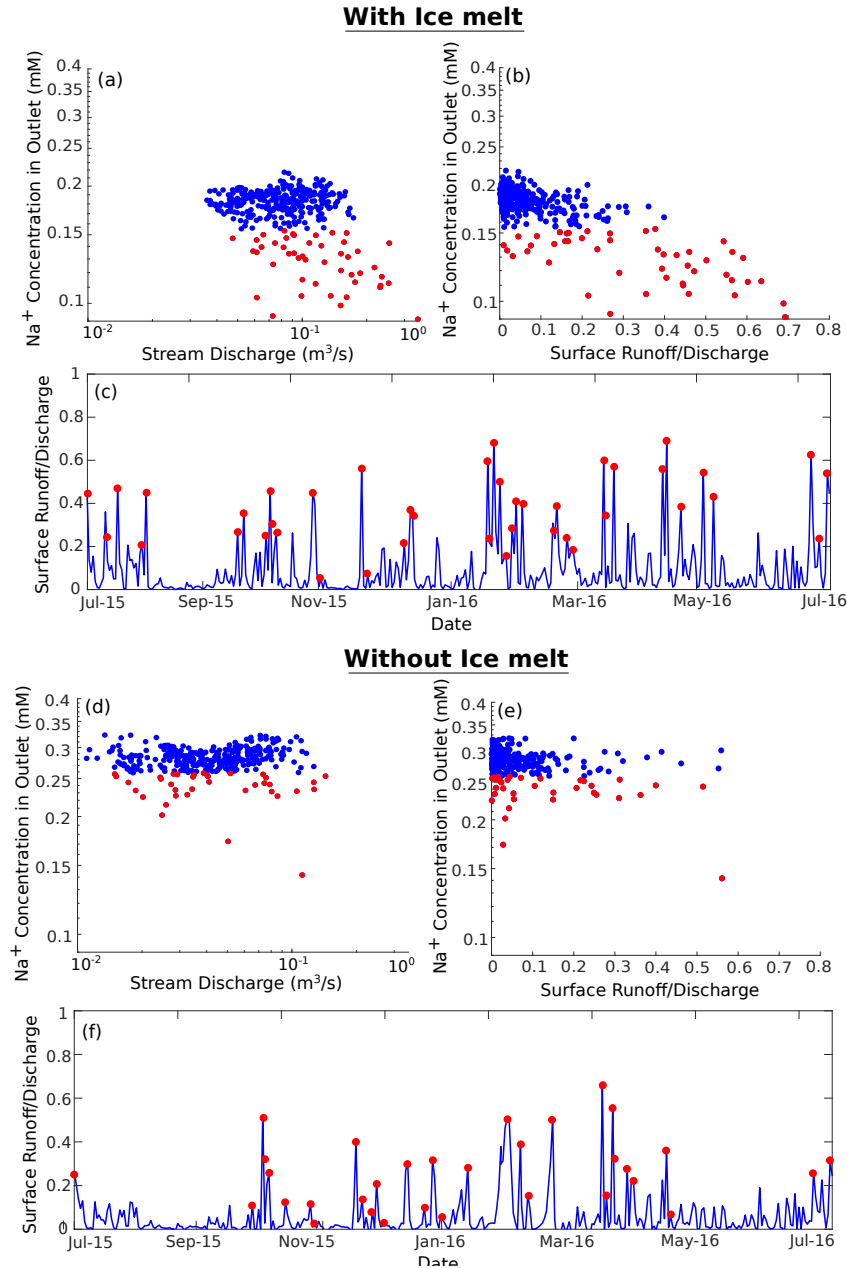 With Ice melt
(a)
Na+ Concentration in Outlet (mM)
0.4
0.35
0.3
0.25
0.2
0.15
0.1
10-2
10-1
100
Stream Discharge (m3/s)
(b)
Na+ Concentration in Outlet (mM)
0.4
0.35
0.3
0.25
0.2
0.15
0.1
0 0.1 0.2 0.3 0.4 0.5 0.6 0.7 0.8
Surface Runoff/Discharge
(c)
Surface Runoff/Discharge
1
0.8
0.6
0.4
0.2
0
Jul-15 Sep-15 Nov-15 Jan-16 Mar-16 May-16 Jul-16
Date
Without Ice melt
(d)
Na+ Concentration in Outlet (mM)
0.4
0.35
0.3
0.25
0.2
0.15
0.1
10-2
10-1
100
Stream Discharge (m3/s)
(e)
Na+ Concentration in Outlet (mM)
0.4
0.35
0.3
0.25
0.2
0.15
0.1
0 0.1 0.2 0.3 0.4 0.5 0.6 0.7 0.8
Surface Runoff/Discharge
(f)
Surface Runoff/Discharge
1
0.8
0.6
0.4
0.2
0
Jul-15 Sep-15 Nov-15 Jan-16 Mar-16 May-16 Jul-16
Date